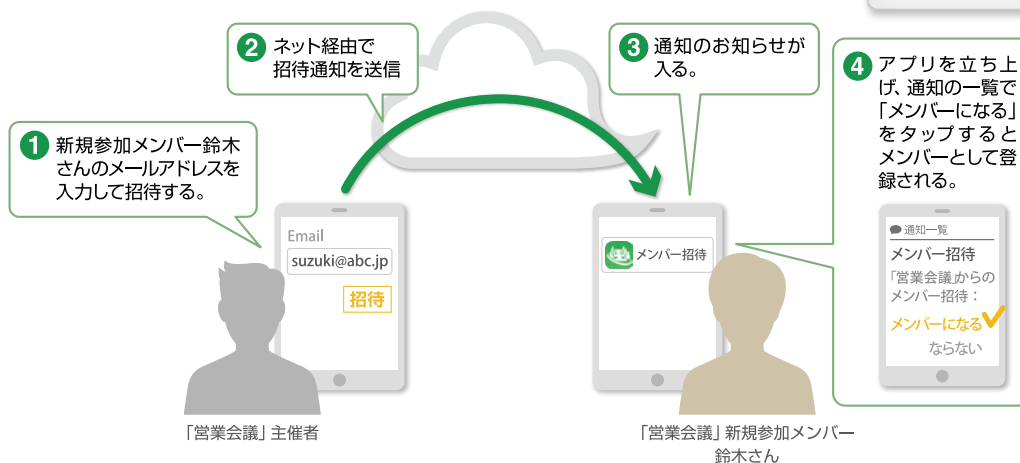 1 新規参加メンバー鈴木
さんのメールアドレスを
入力して招待する。
2 ネット経由で
招待通知を送信
3 通知のお知らせが
入る。
4 アプリを立ち上
げ、通知の一覧で
「メンバーになる」
をタップすると
メンバーとして登
録される。
Email
suzuki@abc.jp
招待
メンバー招待
通知一覧
メンバー招待
「営業会議」からの
メンバー招待：
メンバーになる
ならない
「営業会議」主催者
「営業会議」新規参加メンバー
鈴木さん